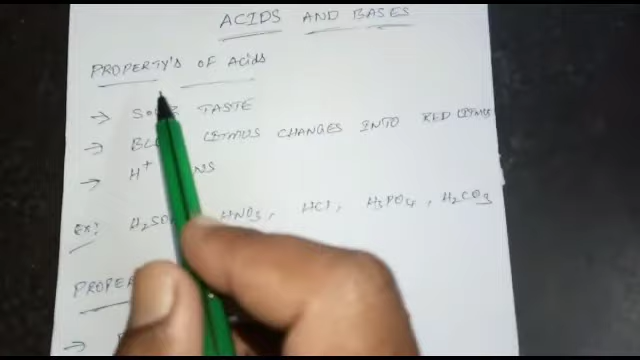 ACIDS AND BASES
PROPERTY'S OF ACIDS
→ TASTE
→ LITMUS CHANGES INTO RED LITMUS
→ H⁺
EX: HNO₃, HCl, H₃PO₄, H₂CO₃